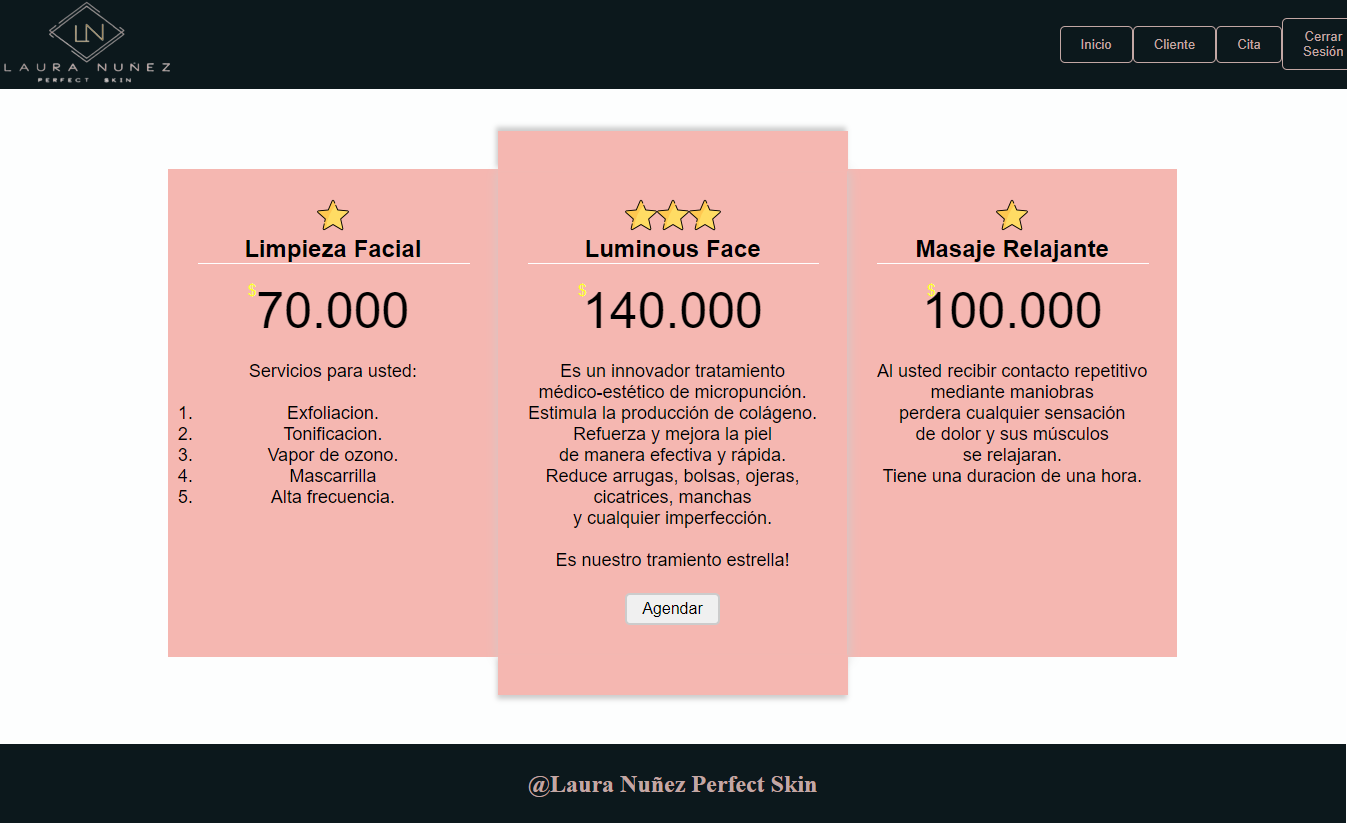 LN
LAURA NUÑEZ
PERFECT SKIN
Inicio
Cliente
Cita
Cerrar
Sesión
Limpieza Facial
$70.000
Servicios para usted:
1. Exfoliacion.
2. Tonificacion.
3. Vapor de ozono.
4. Mascarrilla
5. Alta frecuencia.
Luminous Face
$140.000
Es un innovador tratamiento
médico-estético de micropunción.
Estimula la producción de colágeno.
Refuerza y mejora la piel
de manera efectiva y rápida.
Reduce arrugas, bolsas, ojeras,
cicatrices, manchas
y cualquier imperfección.
Es nuestro tramiento estrella!
Agendar
Masaje Relajante
$100.000
Al usted recibir contacto repetitivo
mediante maniobras
perdera cualquier sensación
de dolor y sus músculos
se relajaran.
Tiene una duracion de una hora.
@Laura Nuñez Perfect Skin